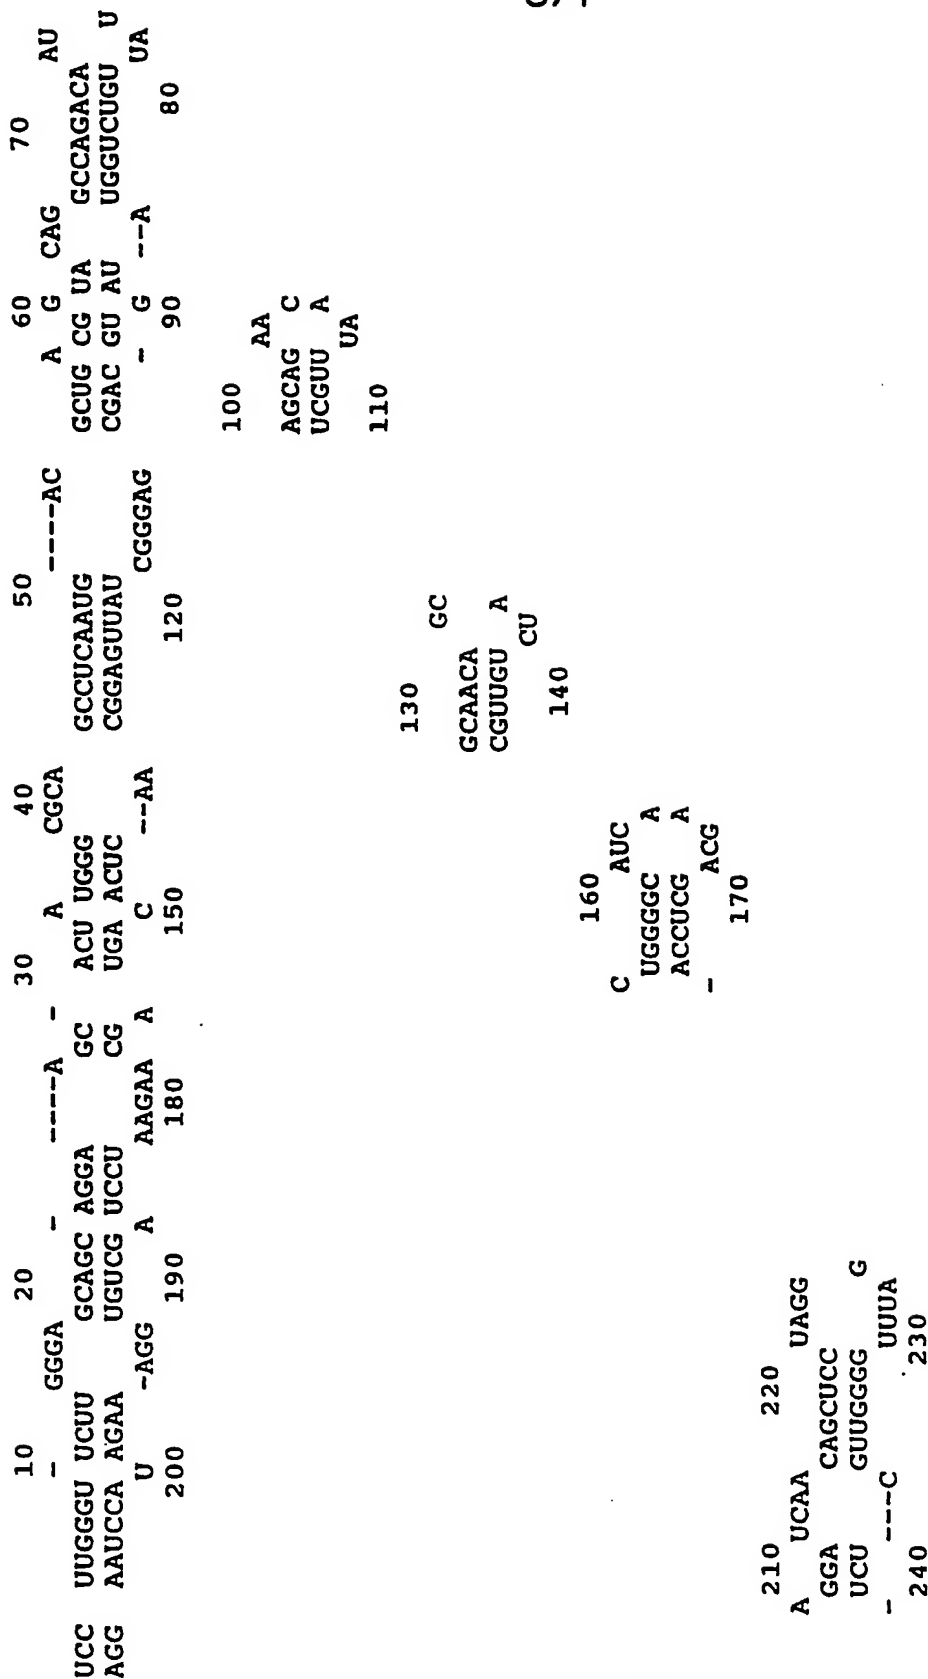 10 20 30 40 50 60 70
- GGGA - ----A - A CGCA ----AC A G CAG AU
UCC UUGGGU UCUU GCAGC AGGA GC ACU UGGG GCCUCAAUG GCUG CG UA GCCAGACA
AGG AAUCCA AGAA UGUCG UCCU CG UGA ACUC CGGAGUUAU CGAC GU AU UGGUCUGU U
U -AGG A AAGAA A C --AA CGGGAG - G ---A UA
200 190 180 150 120 90 80
100
AA
AGCAG C
UCGUU A
UA
110
130
GC
GCAACA
CGUUGU A
CU
140
160
C AUC
UGGGGC A
ACCUCG A
- ACG
170
210 220
A UCAA UAGG
GGA CAGCUCC
UCU GUUGGGG G
- ---C UUUA
240 230